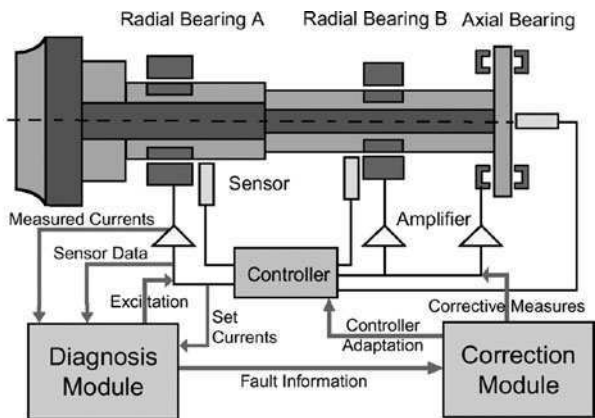 Radial Bearing A
Radial Bearing B
Axial Bearing
Sensor
Measured Currents
Amplifier
Sensor Data
Controller
Excittation
Corrective Measures
Set
Currents
Controller
Adaptation
Diagnosis
Module
Correction
Module
Fault Information